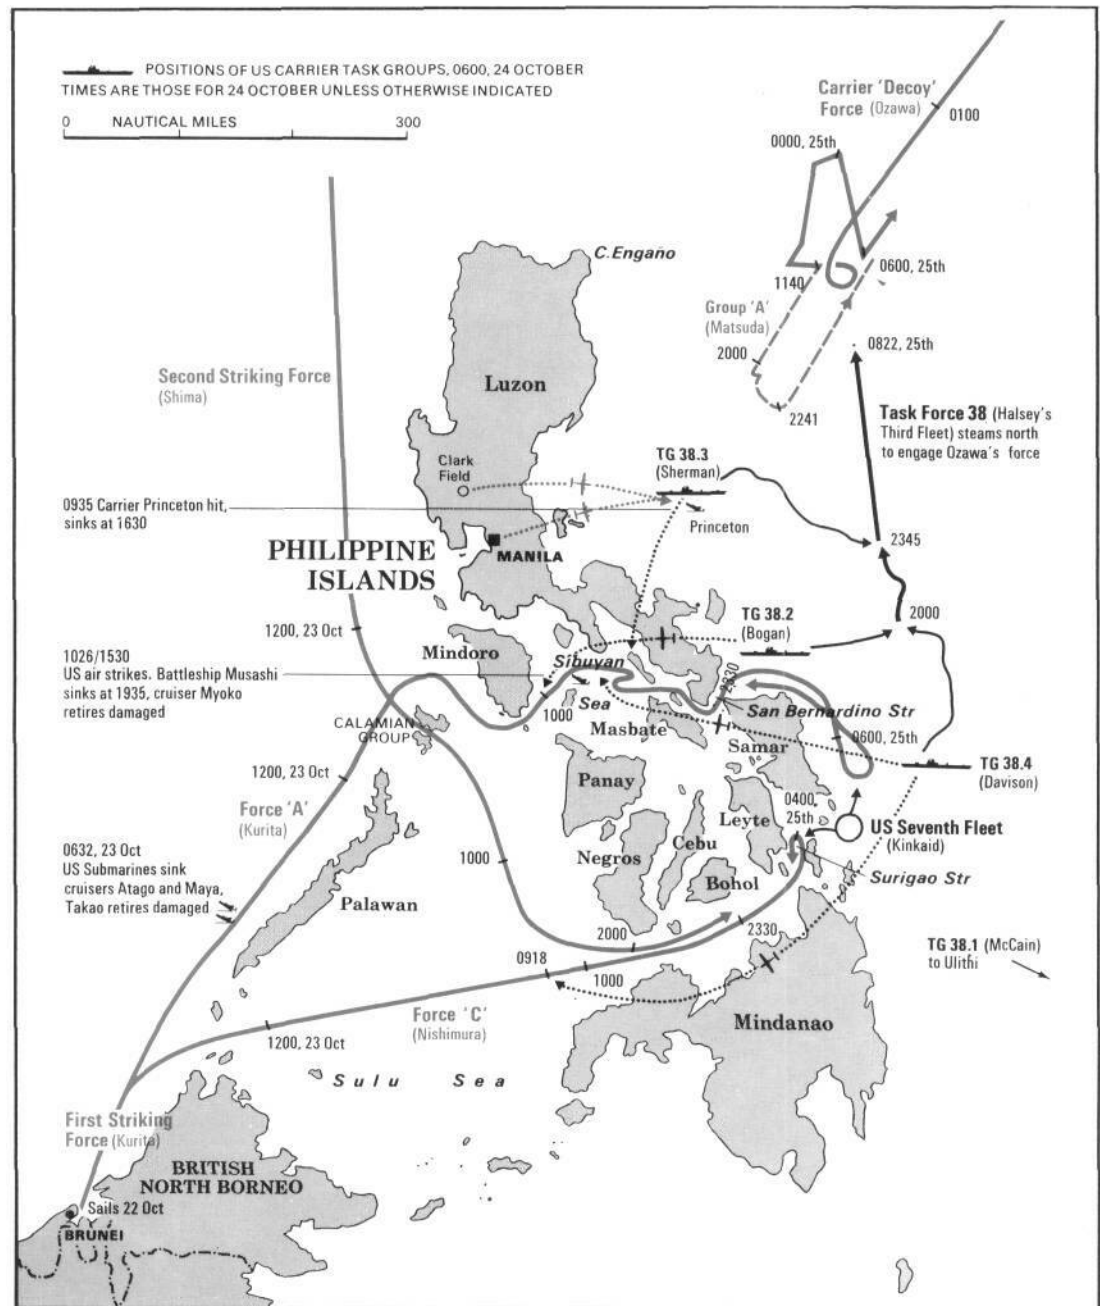 POSITIONS OF US CARRIER TASK GROUPS, 0600, 24 OCTOBER
TIMES ARE THOSE FOR 24 OCTOBER UNLESS OTHERWISE INDICATED
0 NAUTICAL MILES 300
Carrier 'Decoy'
Force (Ozawa)
0100
0000, 25th
C.Engaño
1140
0600, 25th
Group 'A'
(Matsuda)
2000
0822, 25th
2241
Second Striking Force
(Shima)
Luzon
Task Force 38 (Halsey's
Third Fleet) steams north
to engage Ozawa's force
Clark
Field
TG 38.3
(Sherman)
0935 Carrier Princeton hit,
sinks at 1630
Princeton
PHILIPPINE
ISLANDS
MANILA
2345
1200, 23 Oct
TG 38.2
(Bogan)
2000
1026/1530
US air strikes. Battleship Musashi
sinks at 1935, cruiser Myoko
retires damaged
Mindoro
Sibuyan
Sea
2330
1000
San Bernardino Str
CALAMIAN
GROUP
Masbate
Samar
0600, 25th
1200, 23 Oct
TG 38.4
(Davison)
Panay
0400,
25th
Force 'A'
(Kurita)
Leyte
US Seventh Fleet
(Kinkaid)
0632, 23 Oct
US Submarines sink
cruisers Atago and Maya,
Takao retires damaged
1000
Negros
Cebu
Bohol
Surigao Str
Palawan
2000
2330
0918
1000
TG 38.1 (McCain)
to Ulithi
Force 'C'
(Nishimura)
1200, 23 Oct
Mindanao
Sulu Sea
First Striking
Force (Kurita)
BRITISH
NORTH BORNEO
Sails 22 Oct
BRUNEI